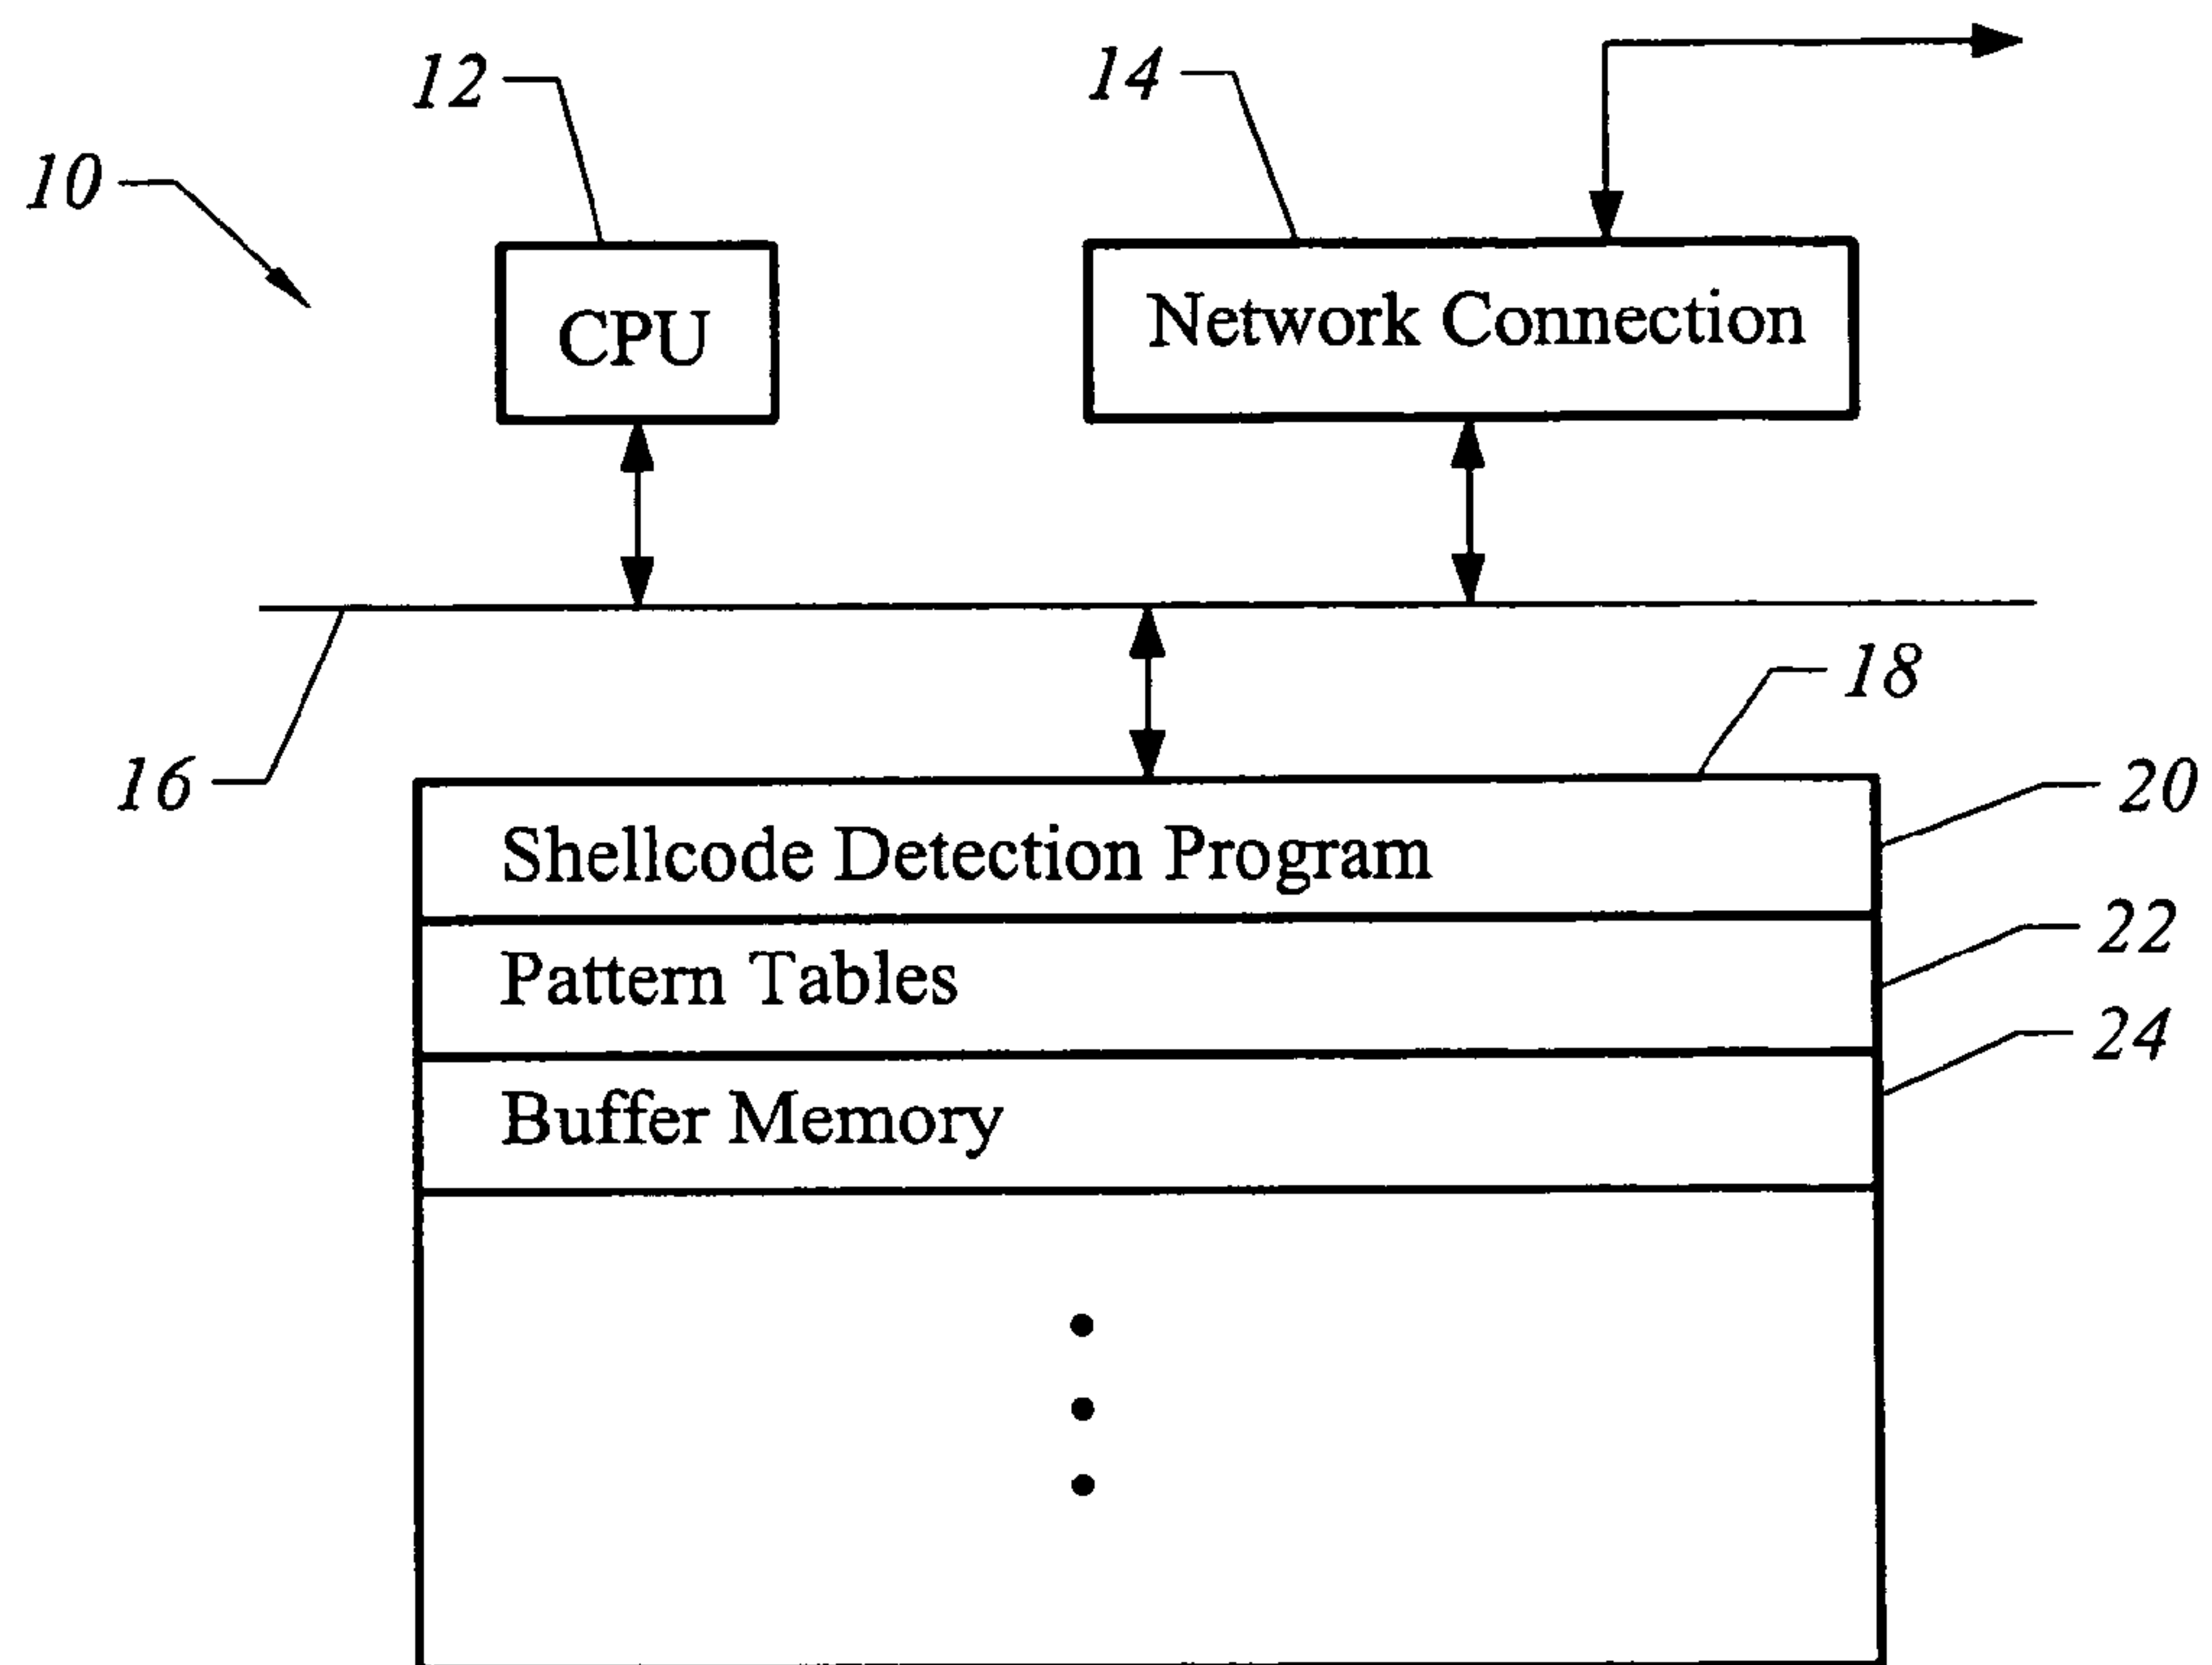 12
14
10
CPU
Network Connection
18
16
20
Shellcode Detection Program
22
Pattern Tables
24
Buffer Memory